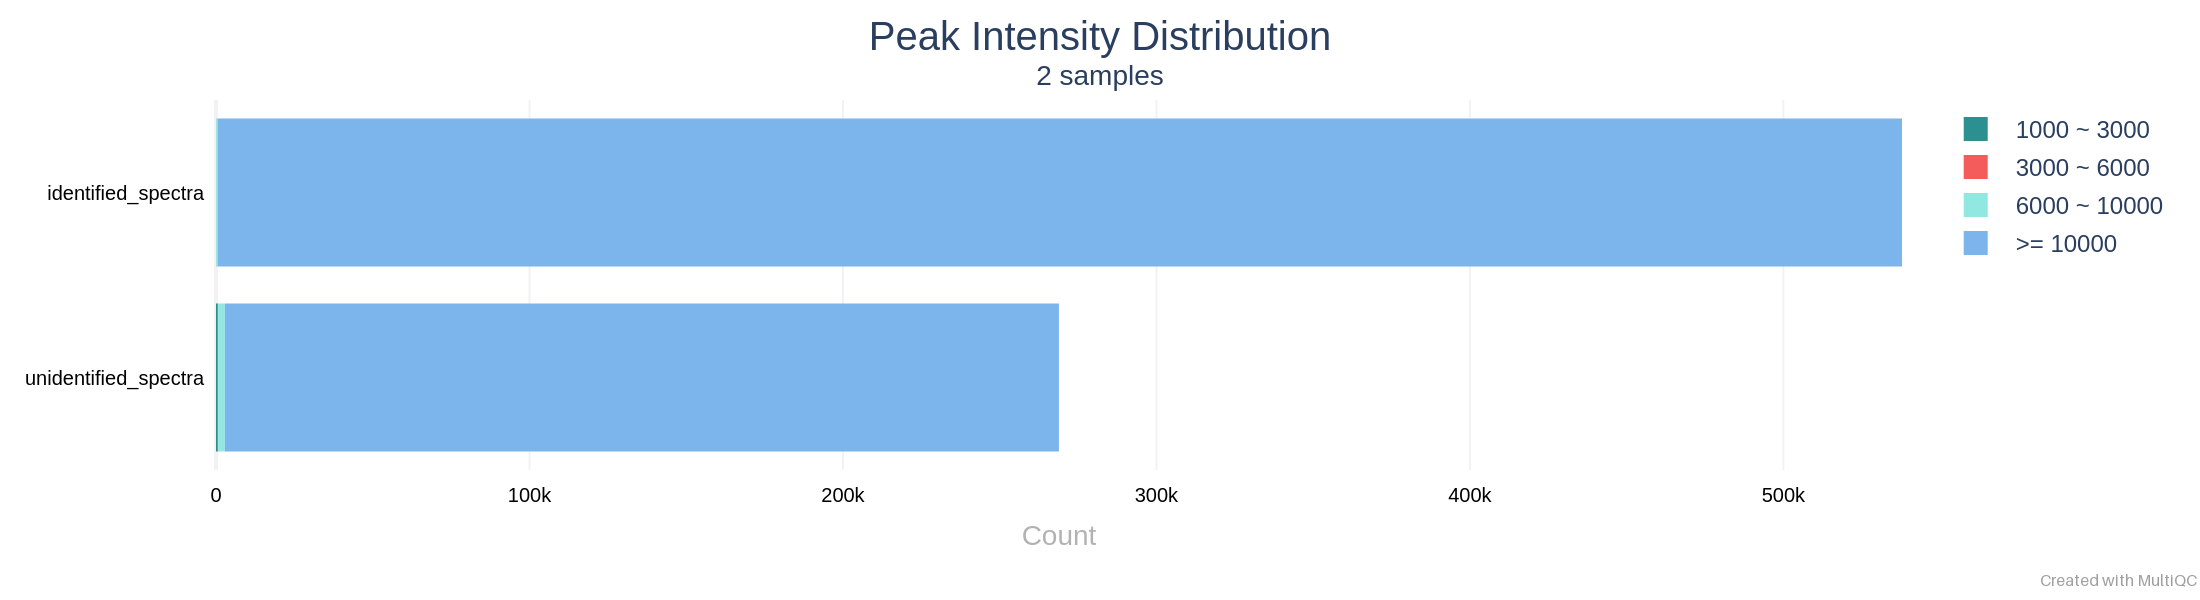 Peak Intensity Distribution
2 samples
identified_spectra
unidentified_spectra
0
100k
200k
300k
400k
500k
Count
1000 ~ 3000
3000 ~ 6000
6000 ~ 10000
>= 10000
Created with MultiQC